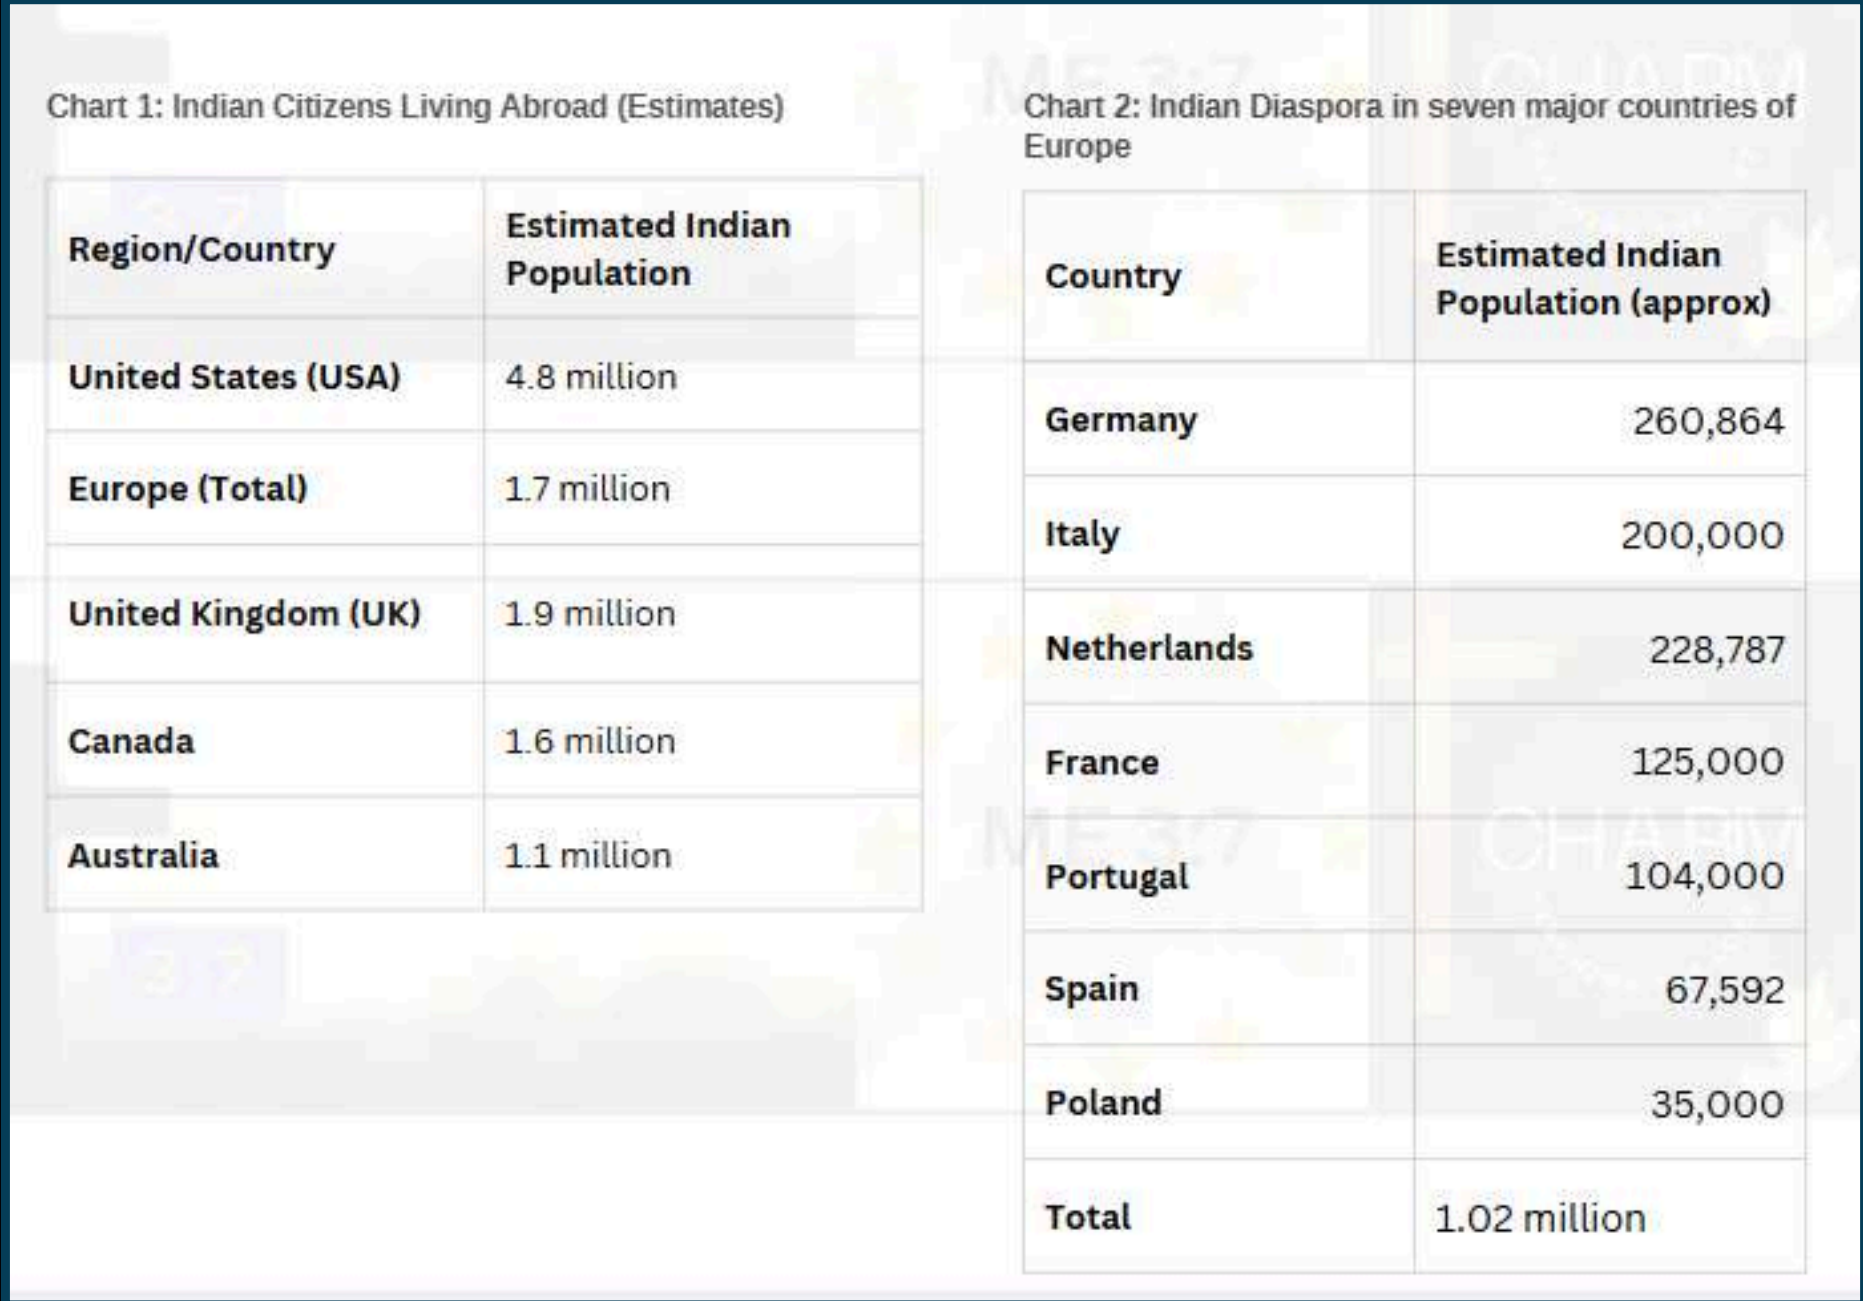 Chart 1: Indian Citizens Living Abroad (Estimates)
Region/Country
Estimated Indian
Population
United States (USA)
4.8 million
Europe (Total)
1.7 million
United Kingdom (UK)
1.9 million
Canada
1.6 million
Australia
1.1 million
Chart 2: Indian Diaspora in seven major countries of
Europe
Country
Estimated Indian
Population (approx)
Germany
260,864
Italy
200,000
Netherlands
228,787
France
125,000
Portugal
104,000
Spain
67,592
Poland
35,000
Total
1.02 million